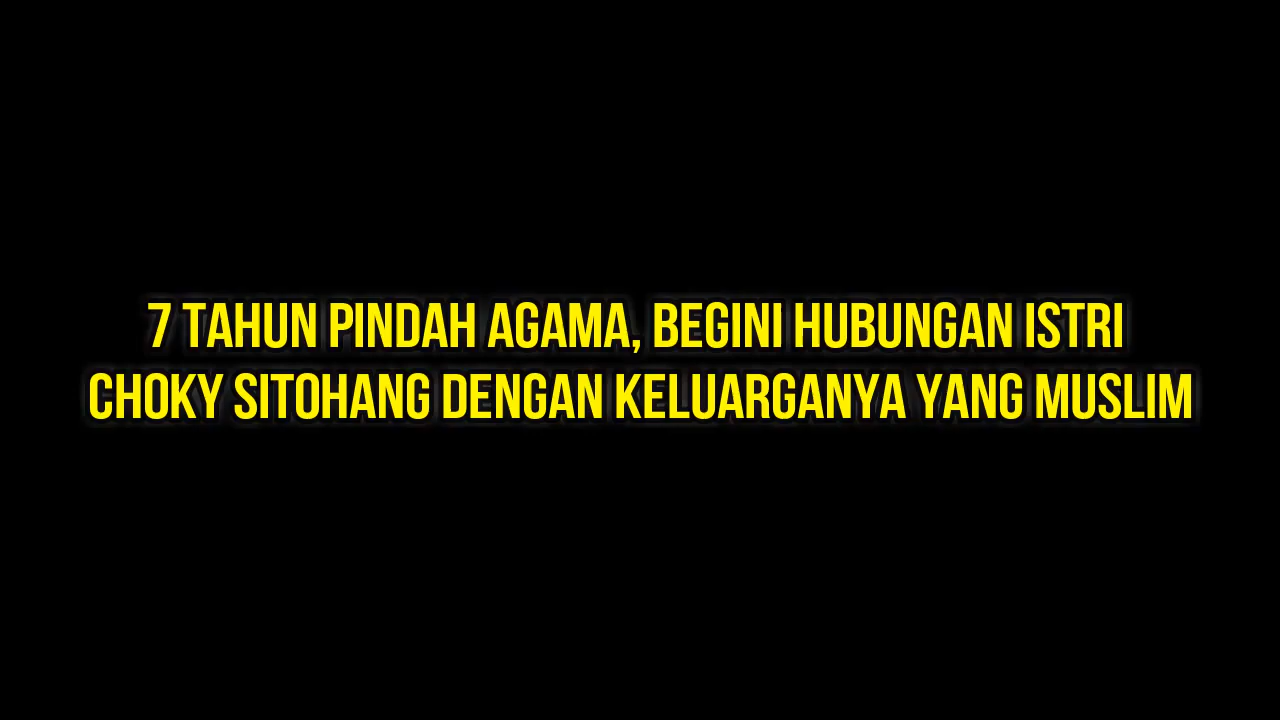 7 TAHUN PINDAH AGAMA, BEGINI HUBUNGAN ISTRI
CHOKY SITOHANG DENGAN KELUARGANYA YANG MUSLIM